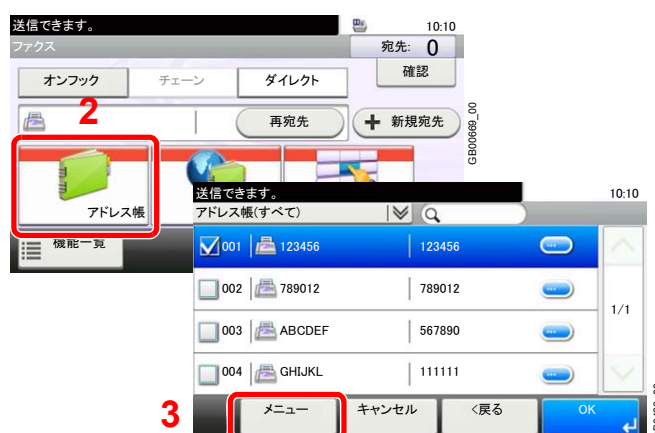 送信できます。 10:10
ファクス 宛先: 0
オンフック チェーン ダイレクト 確認
2
再宛先 + 新規宛先
GB00669_00
アドレス帳
機能一覧
送信できます。 10:10
アドレス帳(すべて)
001 123456 123456
002 789012 789012
1/1
003 ABCDEF 567890
004 GHIJKL 111111
3
メニュー キャンセル <戻る OK